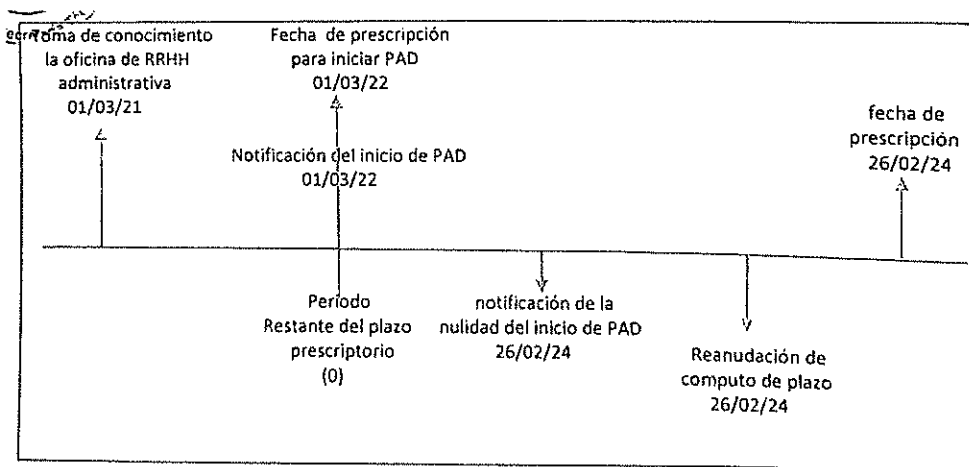 Toma de conocimiento
la oficina de RRHH
administrativa
01/03/21
Fecha de prescripción
para iniciar PAD
01/03/22
Notificación del inicio de PAD
01/03/22
fecha de
prescripción
26/02/24
Período
Restante del plazo
prescriptorio
(0)
notificación de la
nulidad del inicio de PAD
26/02/24
Reanudación de
computo de plazo
26/02/24